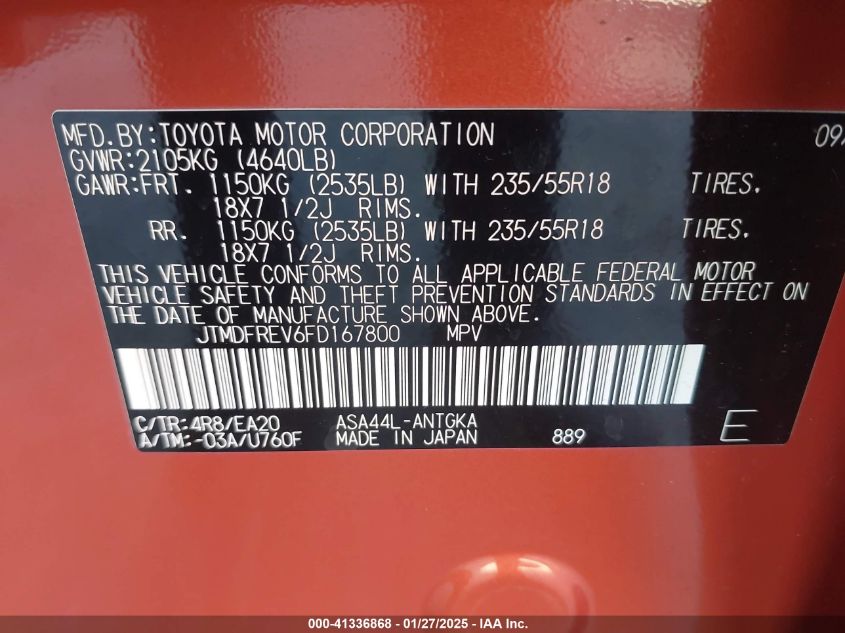 MFD.BY:TOYOTA MOTOR CORPORATION 09/
GVWR:2105KG (4640LB)
GAWR:FRT. 1150KG (2535LB) WITH 235/55R18 TIRES.
18X7 1/2J RIMS.
RR. 1150KG (2535LB) WITH 235/55R18 TIRES.
18X7 1/2J RIMS.
THIS VEHICLE CONFORMS TO ALL APPLICABLE FEDERAL MOTOR
VEHICLE SAFETY AND THEFT PREVENTION STANDARDS IN EFFECT ON
THE DATE OF MANUFACTURE SHOWN ABOVE.
JTMDFREV6FD167800 MPV
C/TR:4R8/EA20 ASA44L-ANTGKA
A/TM:-03A/U760F MADE IN JAPAN 889 E
000-41336868 - 01/27/2025 - IAA Inc.